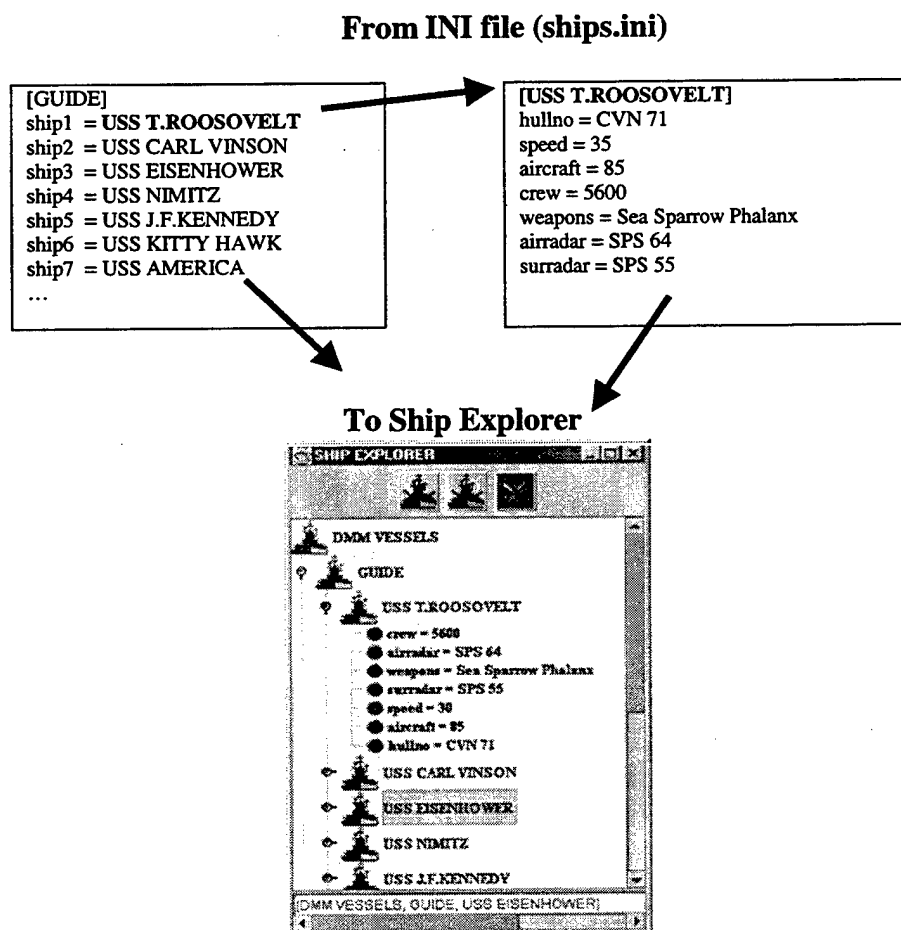 From INI file (ships.ini)
[GUIDE]
ship1 = USS T.ROOSOVELT
ship2 = USS CARL VINSON
ship3 = USS EISENHOWER
ship4 = USS NIMITZ
ship5 = USS J.F.KENNEDY
ship6 = USS KITTY HAWK
ship7 = USS AMERICA
...
[USS T.ROOSOVELT]
hullno = CVN 71
speed = 35
aircraft = 85
crew = 5600
weapons = Sea Sparrow Phalanx
airradar = SPS 64
surradar = SPS 55
To Ship Explorer
SHIP EXPLORER
DMM VESSELS
GUIDE
USS T.ROOSOVELT
crew = 5600
airradar = SPS 64
weapons = Sea Sparrow Phalanx
surradar = SPS 55
speed = 30
aircraft = 85
hullno = CVN 71
USS CARL VINSON
USS EISENHOWER
USS NIMITZ
USS J.F.KENNEDY
[DMM VESSELS, GUIDE, USS EISENHOWER]